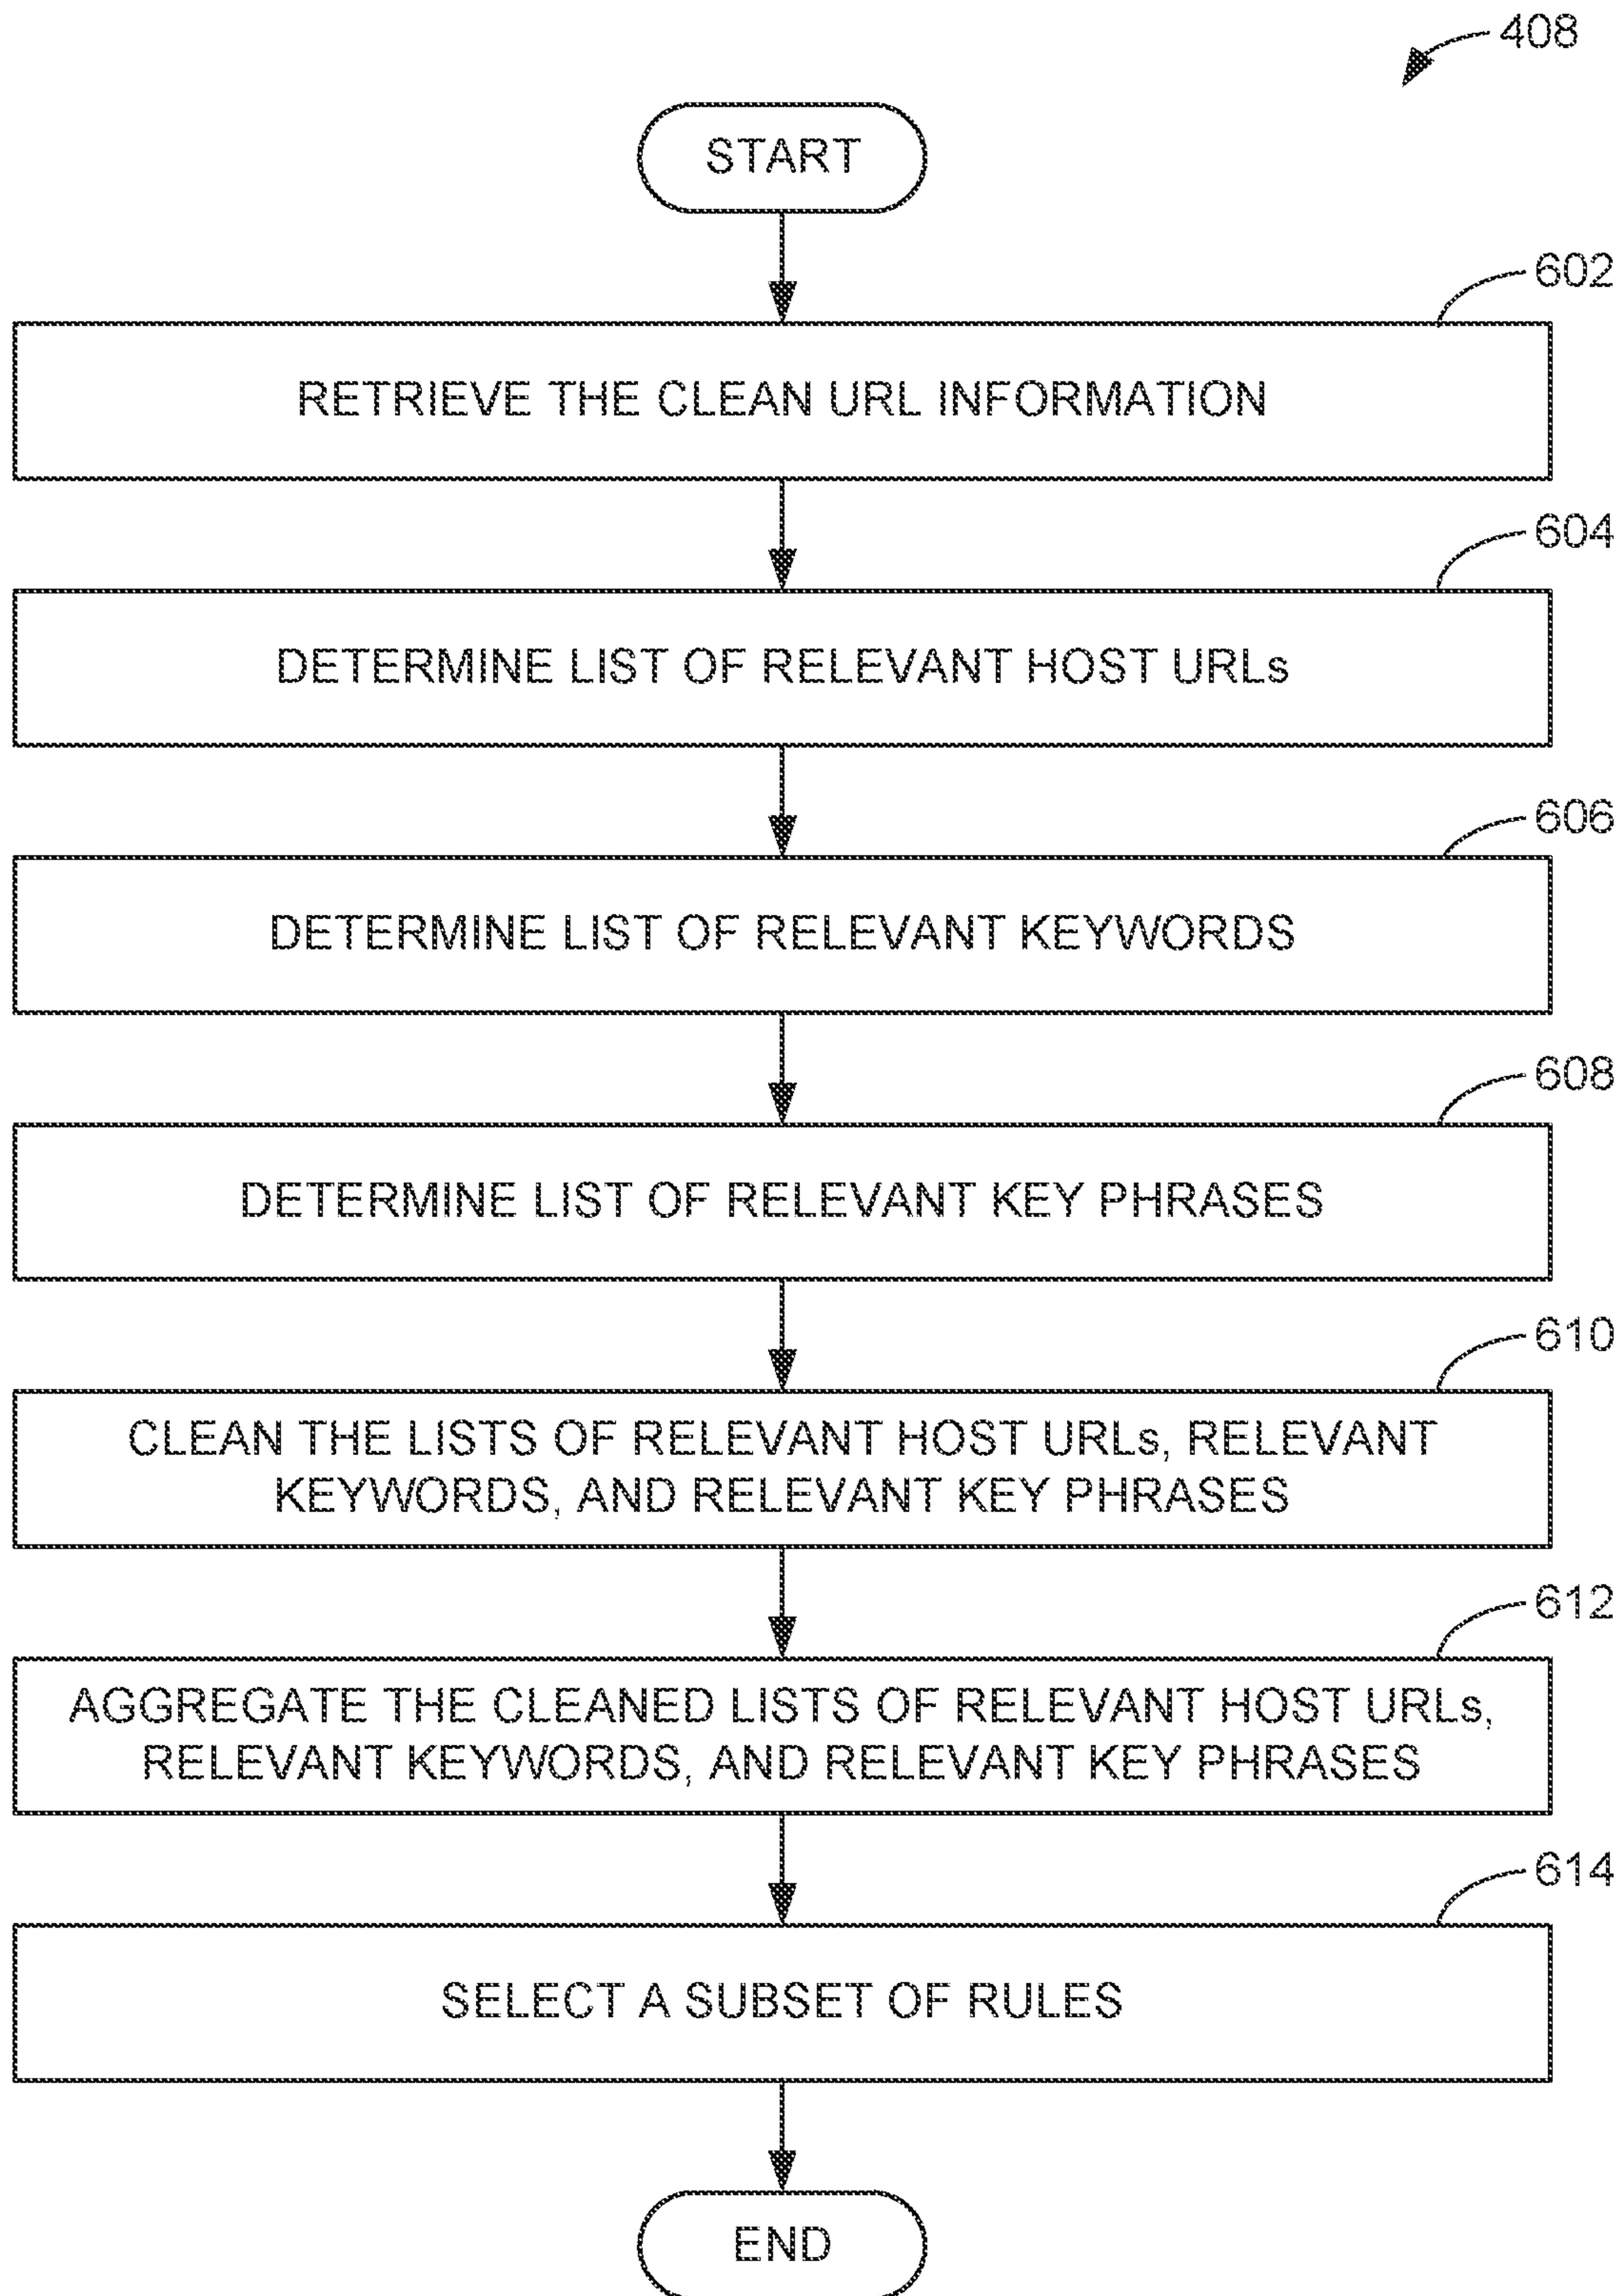 408
START
602
RETRIEVE THE CLEAN URL INFORMATION
604
DETERMINE LIST OF RELEVANT HOST URLs
606
DETERMINE LIST OF RELEVANT KEYWORDS
608
DETERMINE LIST OF RELEVANT KEY PHRASES
610
CLEAN THE LISTS OF RELEVANT HOST URLs, RELEVANT
KEYWORDS, AND RELEVANT KEY PHRASES
612
AGGREGATE THE CLEANED LISTS OF RELEVANT HOST URLs,
RELEVANT KEYWORDS, AND RELEVANT KEY PHRASES
614
SELECT A SUBSET OF RULES
END